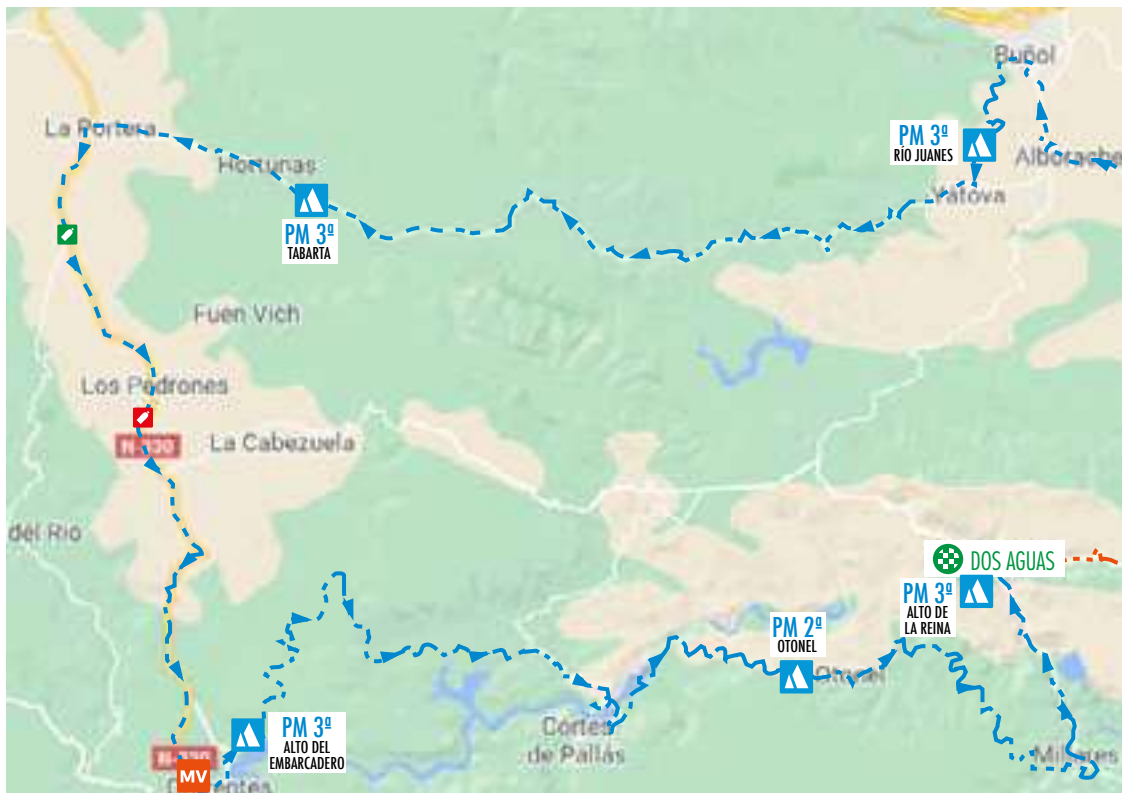 Buñol
La Portera
PM 3ª
RÍO JUANES
Alborache
Hortunas
Yátova
PM 3ª
TABARTA
Fuen Vich
Los Pedrones
N-330
La Cabezuela
del Río
DOS AGUAS
PM 3ª
ALTO DE
LA REINA
PM 2ª
OTONEL
Otonel
PM 3ª
ALTO DEL
EMBARCADERO
Cortes
de Pallás
Millares
N-330
MV